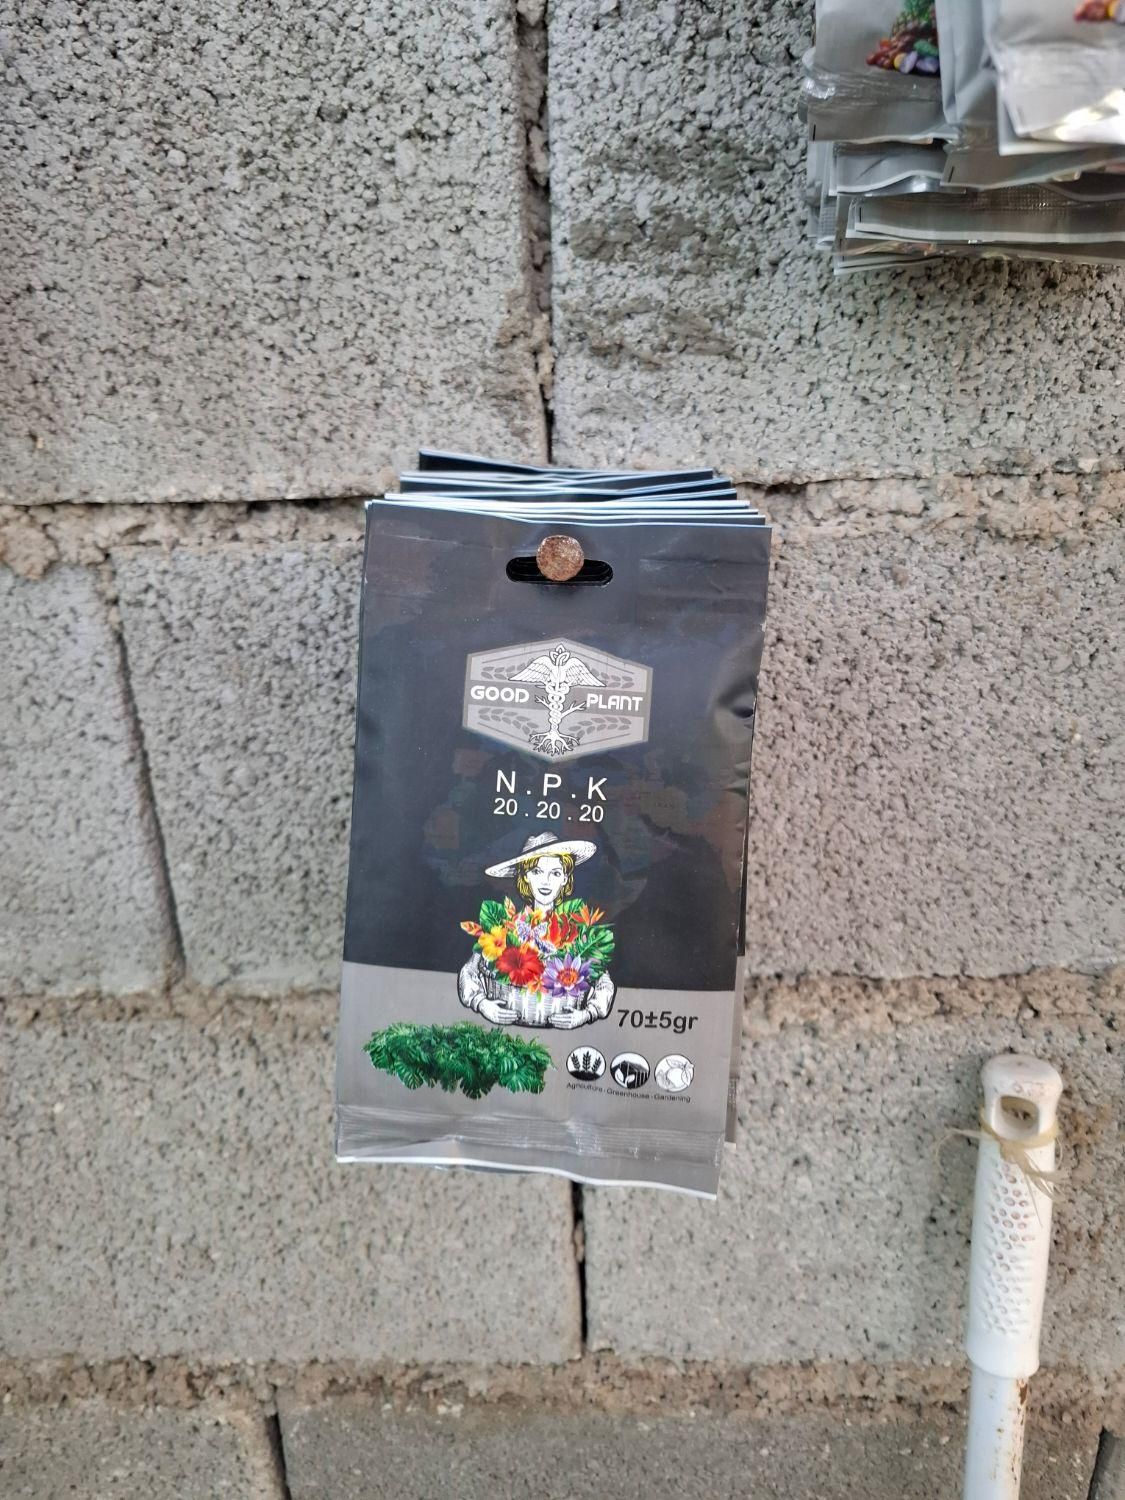 GOOD PLANT
N . P . K
20 . 20 . 20
70±5gr
Agriculture - Greenhouse - Gardening